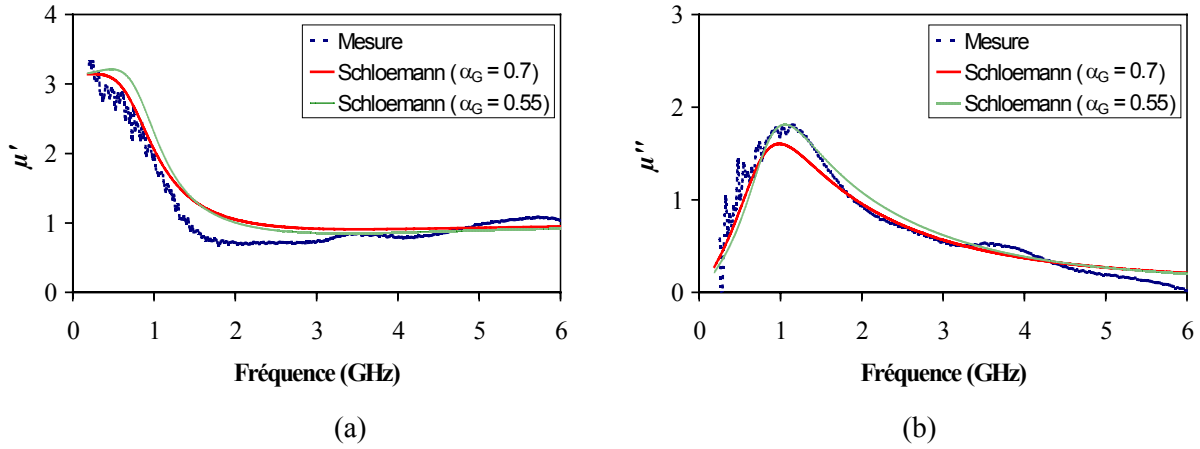 4
3
2
1
0
μ'
Mesure
Schloemann ( αG = 0.7)
Schloemann ( αG = 0.55)
0 1 2 3 4 5 6
Fréquence (GHz)
(a)
3
2
1
0
μ''
Mesure
Schloemann ( αG = 0.7)
Schloemann ( αG = 0.55)
0 1 2 3 4 5 6
Fréquence (GHz)
(b)